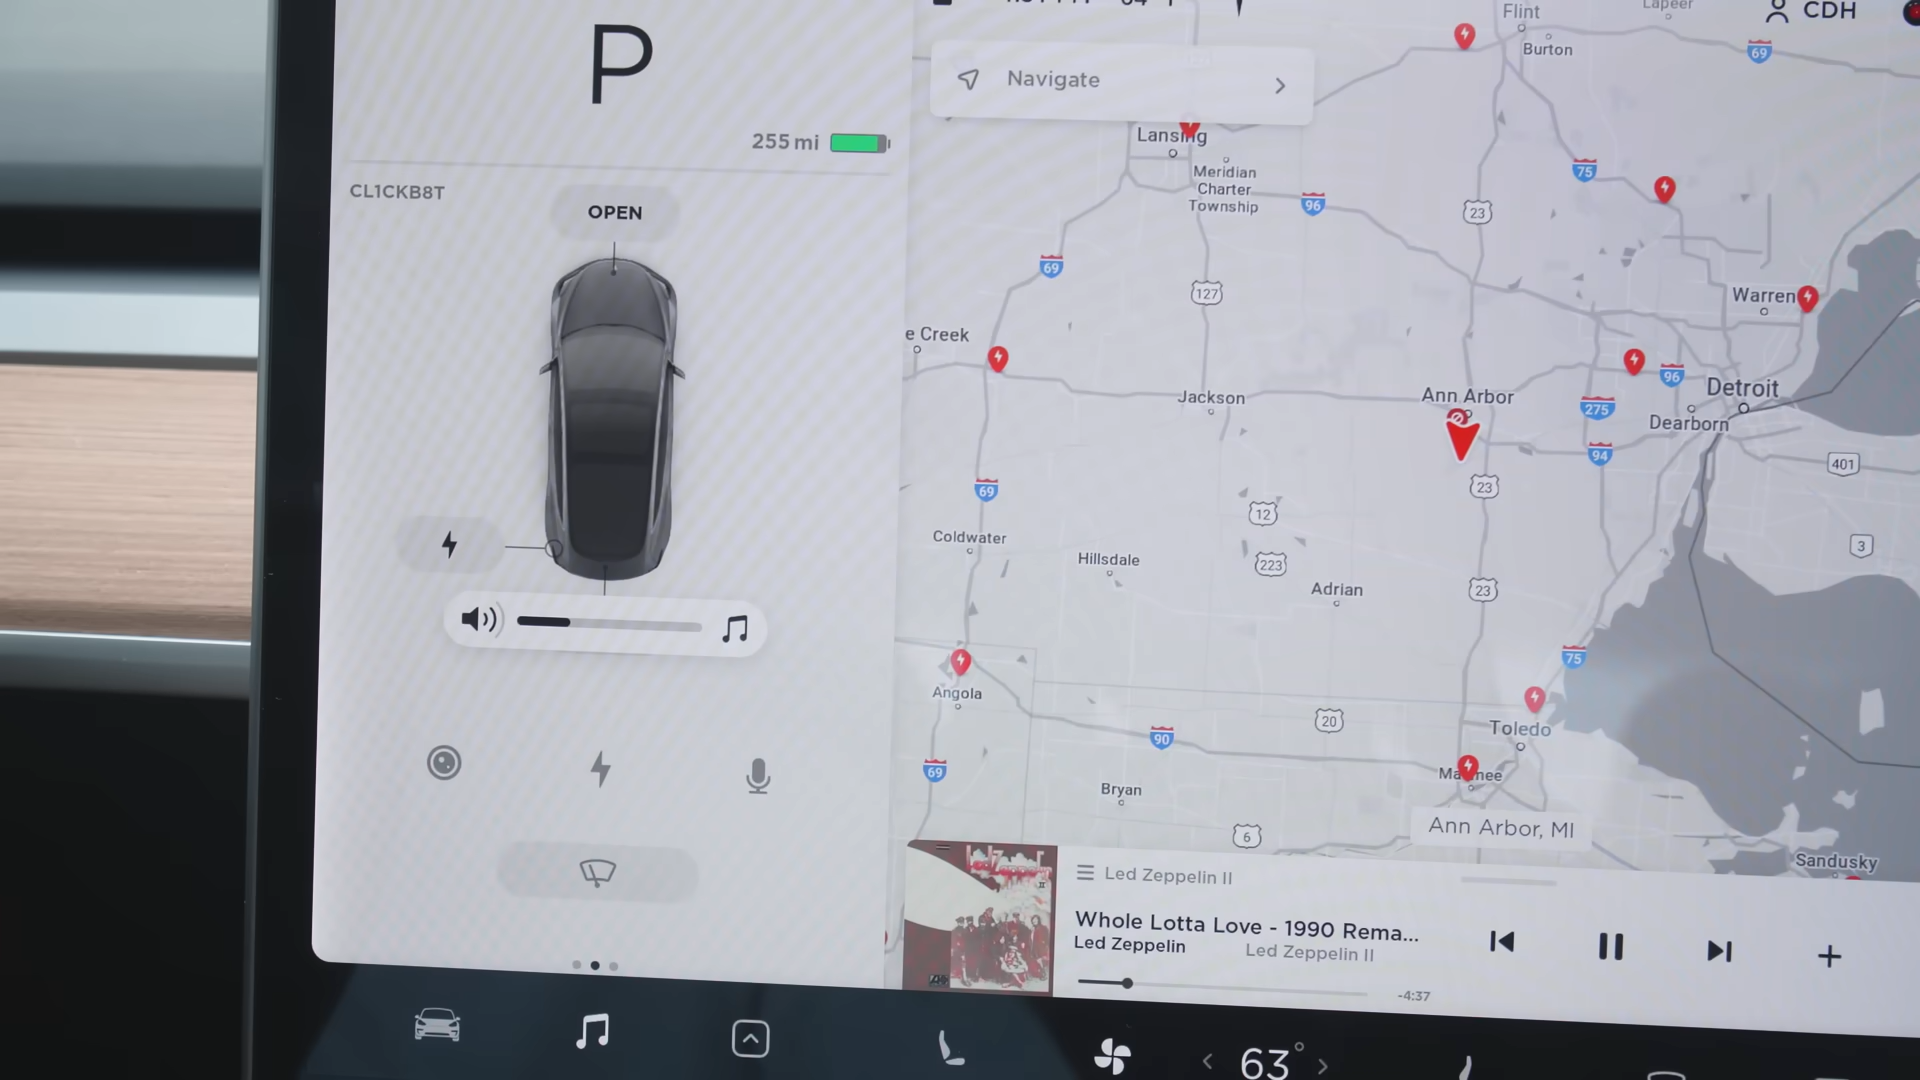 P
255 mi
CL1CKB8T
OPEN
CDH
Navigate
Flint
Burton
Lapeer
69
Lansing
Meridian
Charter
Township
96
75
23
69
127
Warren
e Creek
96
Detroit
Jackson
Ann Arbor
275
Dearborn
94
401
69
23
12
Coldwater
Hillsdale
223
3
Adrian
23
75
Angola
20
Toledo
90
69
Bryan
Ann Arbor, MI
6
Sandusky
Led Zeppelin II
Whole Lotta Love - 1990 Rema...
Led Zeppelin
Led Zeppelin II
-4:37
63°